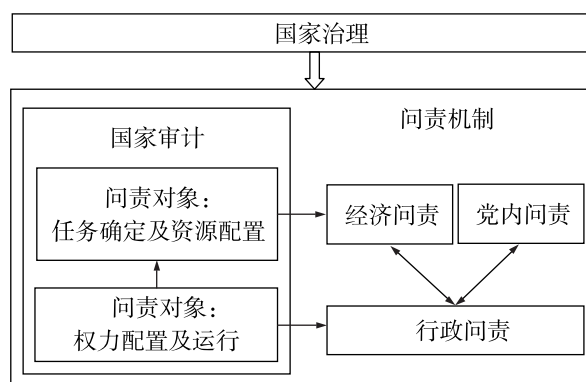 国家治理
问责机制
国家审计
问责对象：
任务确定及资源配置
经济问责
党内问责
问责对象：
权力配置及运行
行政问责